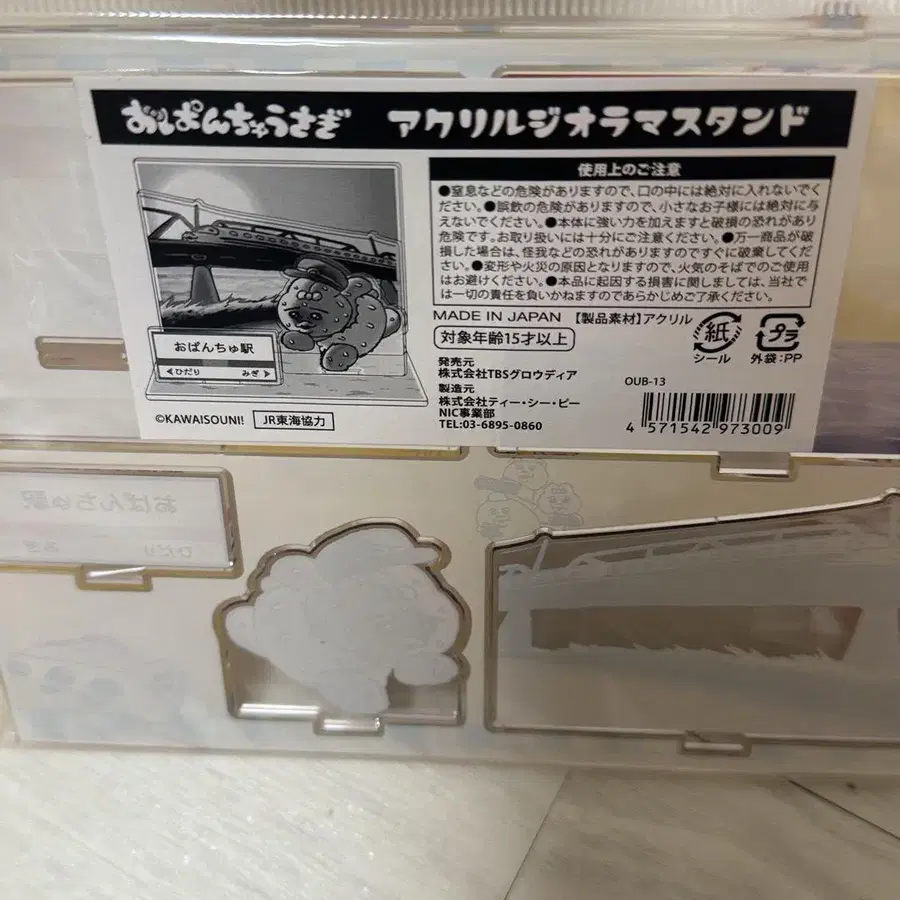 おぱんちゅうさぎ アクリルジオラマスタンド
使用上のご注意
●窒息などの危険がありますので、口の中には絶対に入れないでく
ださい。●誤飲の危険がありますので、小さなお子様には絶対に与
えないでください。●本体に強い力を加えますと破損の恐れがあり
危険です。お取り扱いには十分にご注意ください。●万一商品が破
損した場合は、怪我などの恐れがありますのですぐに破棄してくだ
さい。●変形や火災の原因となりますので、火気のそばでのご使用
はお避けください。●本品に起因する損害に関しましては、当社で
は一切の責任を負いかねますのであらかじめご了承ください。
おぱんちゅ駅
◀ひだり みぎ▶
©KAWAISOUNI! JR東海協力
MADE IN JAPAN 【製品素材】アクリル
対象年齢15才以上
発売元
株式会社TBSグロウディア
製造元
株式会社ティー・シー・ピー
NIC事業部
TEL:03-6895-0860
紙
シール
プラ
外袋:PP
OUB-13
4 571542 973009
おぱんちゅ駅
ひだり みぎ